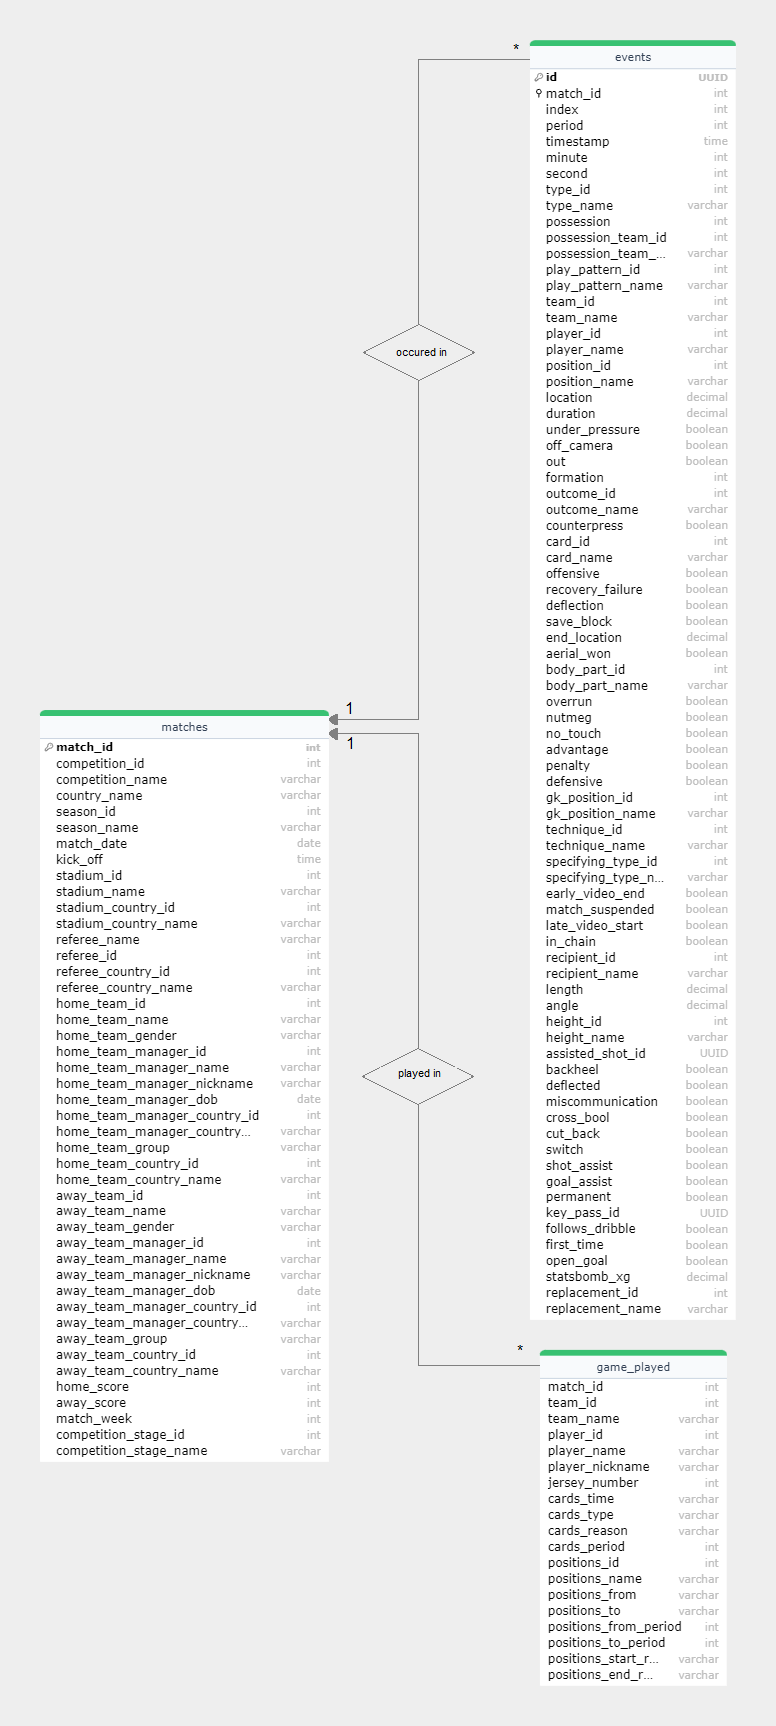 *
events
id UUID
match_id int
index int
period int
timestamp time
minute int
second int
type_id int
type_name varchar
possession int
possession_team_id int
possession_team_... varchar
play_pattern_id int
play_pattern_name varchar
team_id int
team_name varchar
player_id int
player_name varchar
position_id int
position_name varchar
location decimal
duration decimal
under_pressure boolean
off_camera boolean
out boolean
formation int
outcome_id int
outcome_name varchar
counterpress boolean
card_id int
card_name varchar
offensive boolean
recovery_failure boolean
deflection boolean
save_block boolean
end_location decimal
aerial_won boolean
body_part_id int
body_part_name varchar
overrun boolean
nutmeg boolean
no_touch boolean
advantage boolean
penalty boolean
defensive boolean
gk_position_id int
gk_position_name varchar
technique_id int
technique_name varchar
specifying_type_id int
specifying_type_n... varchar
early_video_end boolean
match_suspended boolean
late_video_start boolean
in_chain boolean
recipient_id int
recipient_name varchar
length decimal
angle decimal
height_id int
height_name varchar
assisted_shot_id UUID
backheel boolean
deflected boolean
miscommunication boolean
cross_bool boolean
cut_back boolean
switch boolean
shot_assist boolean
goal_assist boolean
permanent boolean
key_pass_id UUID
follows_dribble boolean
first_time boolean
open_goal boolean
statsbomb_xg decimal
replacement_id int
replacement_name varchar
occured in
1
1
matches
match_id int
competition_id int
competition_name varchar
country_name varchar
season_id int
season_name varchar
match_date date
kick_off time
stadium_id int
stadium_name varchar
stadium_country_id int
stadium_country_name varchar
referee_name varchar
referee_id int
referee_country_id int
referee_country_name varchar
home_team_id int
home_team_name varchar
home_team_gender varchar
home_team_manager_id int
home_team_manager_name varchar
home_team_manager_nickname varchar
home_team_manager_dob date
home_team_manager_country_id int
home_team_manager_country... varchar
home_team_group varchar
home_team_country_id int
home_team_country_name varchar
away_team_id int
away_team_name varchar
away_team_gender varchar
away_team_manager_id int
away_team_manager_name varchar
away_team_manager_nickname varchar
away_team_manager_dob date
away_team_manager_country_id int
away_team_manager_country... varchar
away_team_group varchar
away_team_country_id int
away_team_country_name varchar
home_score int
away_score int
match_week int
competition_stage_id int
competition_stage_name varchar
played in
*
game_played
match_id int
team_id int
team_name varchar
player_id int
player_name varchar
player_nickname varchar
jersey_number int
cards_time varchar
cards_type varchar
cards_reason varchar
cards_period int
positions_id int
positions_name varchar
positions_from varchar
positions_to varchar
positions_from_period int
positions_to_period int
positions_start_r... varchar
positions_end_r... varchar